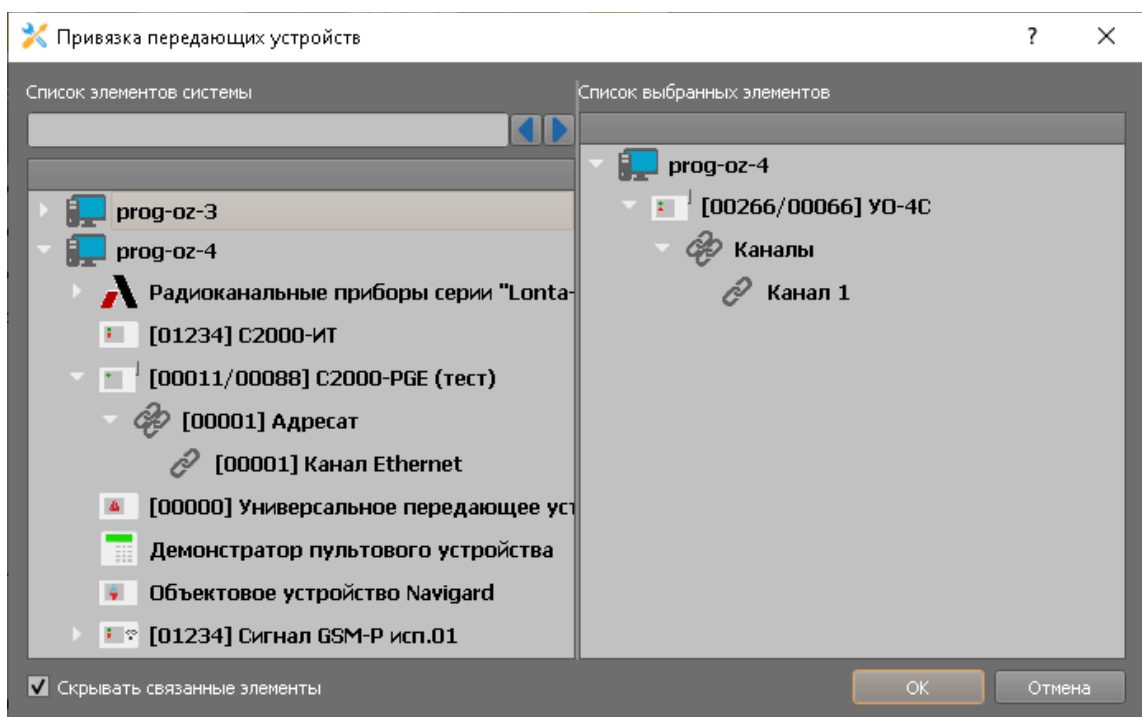 Привязка передающих устройств
?
Список элементов системы
Список выбранных элементов
prog-oz-3
prog-oz-4
Радиоканальные приборы серии "Lonta-
[01234] С2000-ИТ
[00011/00088] С2000-PGE (тест)
[00001] Адресат
[00001] Канал Ethernet
[00000] Универсальное передающее уст
Демонстратор пультового устройства
Объектовое устройство Navigard
[01234] Сигнал GSM-P исп.01
prog-oz-4
[00266/00066] УО-4С
Каналы
Канал 1
Скрывать связанные элементы
ОК
Отмена